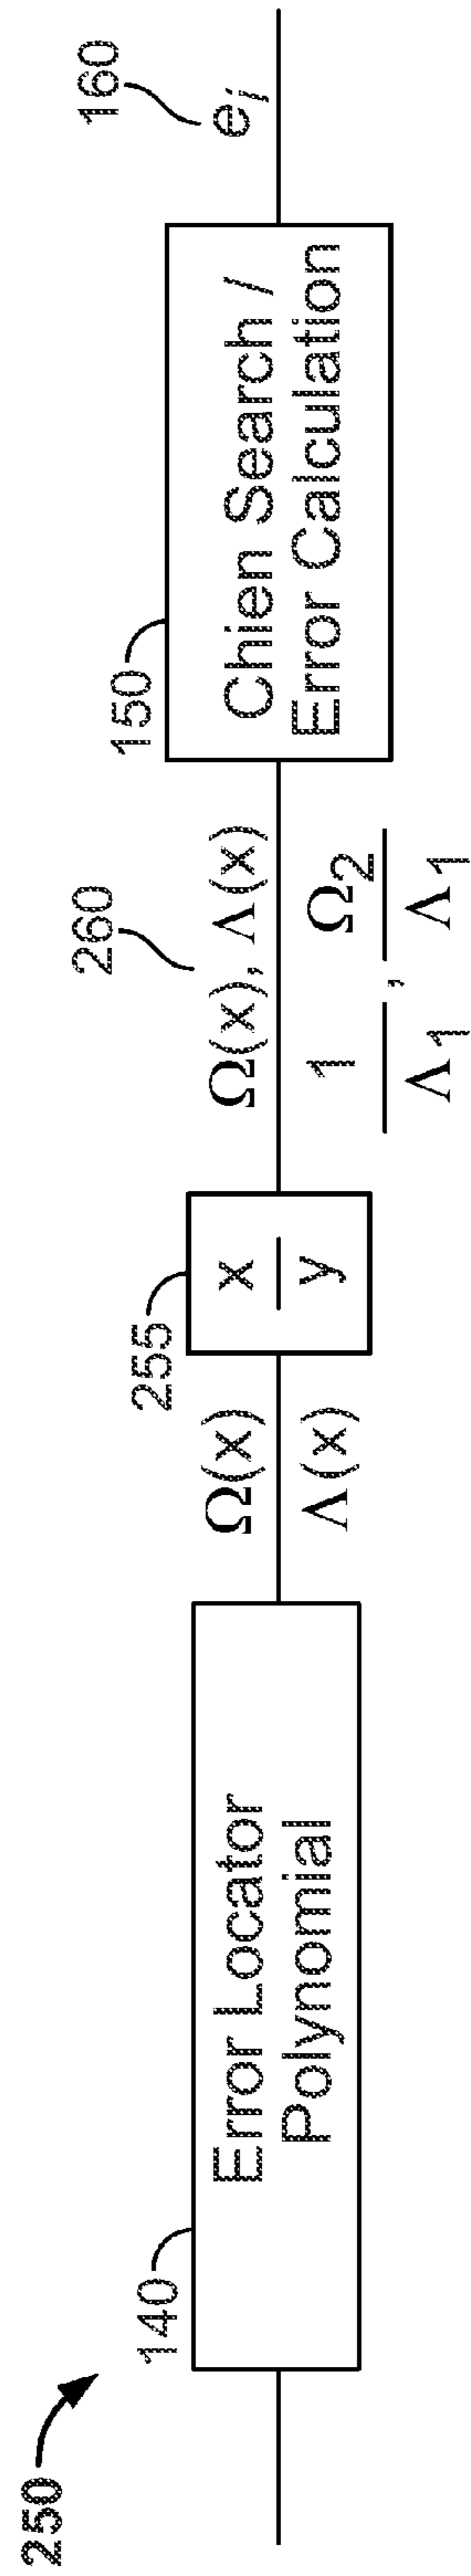 250
140
Error Locator
Polynomial
Ω(x)
Λ(x)
255
x
y
260
Ω(x), Λ(x)
1/Λ₁, Ω₂/Λ₁
150
Chien Search /
Error Calculation
160
eᵢ